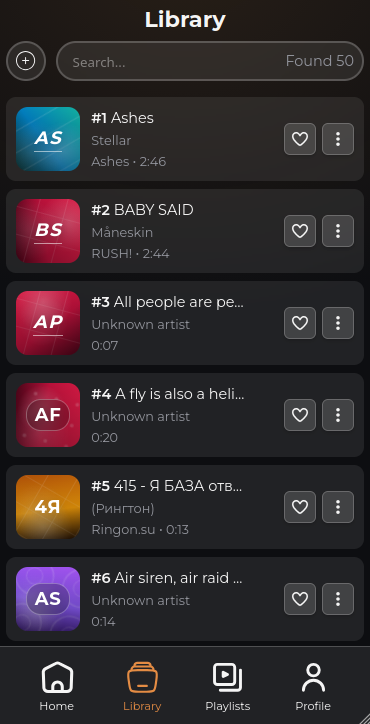 Library
Search... Found 50
AS
#1 Ashes
Stellar
Ashes • 2:46
BS
#2 BABY SAID
Måneskin
RUSH! • 2:44
AP
#3 All people are pe...
Unknown artist
0:07
AF
#4 A fly is also a heli...
Unknown artist
0:20
4Я
#5 415 - Я БАЗА отв...
(Рингтон)
Ringon.su • 0:13
AS
#6 Air siren, air raid ...
Unknown artist
0:14
Home Library Playlists Profile